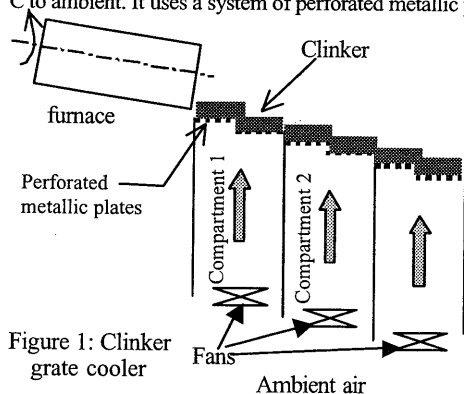 C to ambient. It uses a system of perforated metallic
Clinker
furnace
Perforated
metallic plates
Compartment 1
Compartment 2
Figure 1: Clinker
grate cooler
Fans
Ambient air